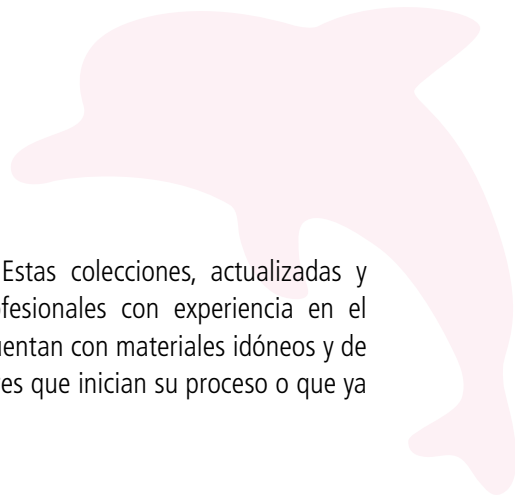 Estas colecciones, actualizadas y
ofesionales con experiencia en el
uentan con materiales idóneos y de
es que inician su proceso o que ya